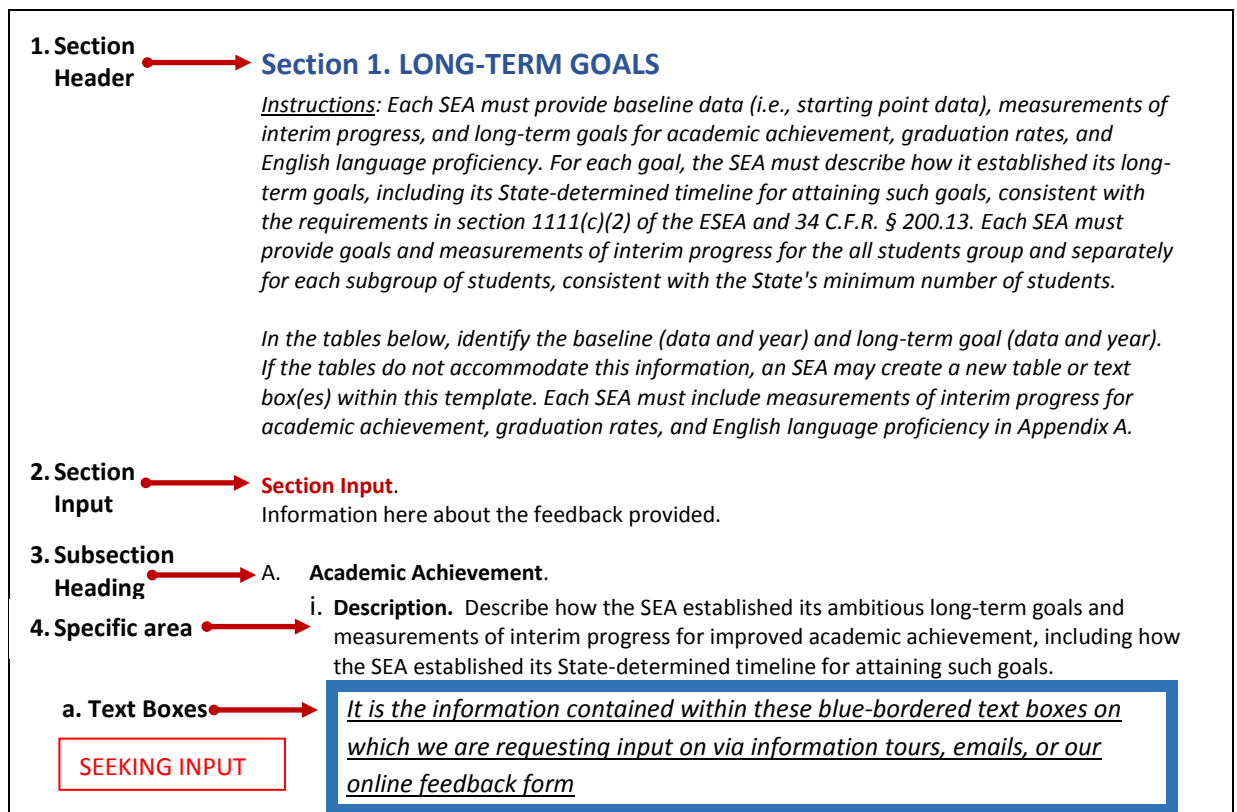 1. Section Header
Section 1. LONG-TERM GOALS
Instructions: Each SEA must provide baseline data (i.e., starting point data), measurements of
interim progress, and long-term goals for academic achievement, graduation rates, and
English language proficiency. For each goal, the SEA must describe how it established its long-
term goals, including its State-determined timeline for attaining such goals, consistent with
the requirements in section 1111(c)(2) of the ESEA and 34 C.F.R. § 200.13. Each SEA must
provide goals and measurements of interim progress for the all students group and separately
for each subgroup of students, consistent with the State's minimum number of students.
In the tables below, identify the baseline (data and year) and long-term goal (data and year).
If the tables do not accommodate this information, an SEA may create a new table or text
box(es) within this template. Each SEA must include measurements of interim progress for
academic achievement, graduation rates, and English language proficiency in Appendix A.
2. Section
Input
Section Input.
Information here about the feedback provided.
3. Subsection
Heading
A. Academic Achievement.
4. Specific area
i. Description. Describe how the SEA established its ambitious long-term goals and
measurements of interim progress for improved academic achievement, including how
the SEA established its State-determined timeline for attaining such goals.
a. Text Boxes
SEEKING INPUT
It is the information contained within these blue-bordered text boxes on
which we are requesting input on via information tours, emails, or our
online feedback form